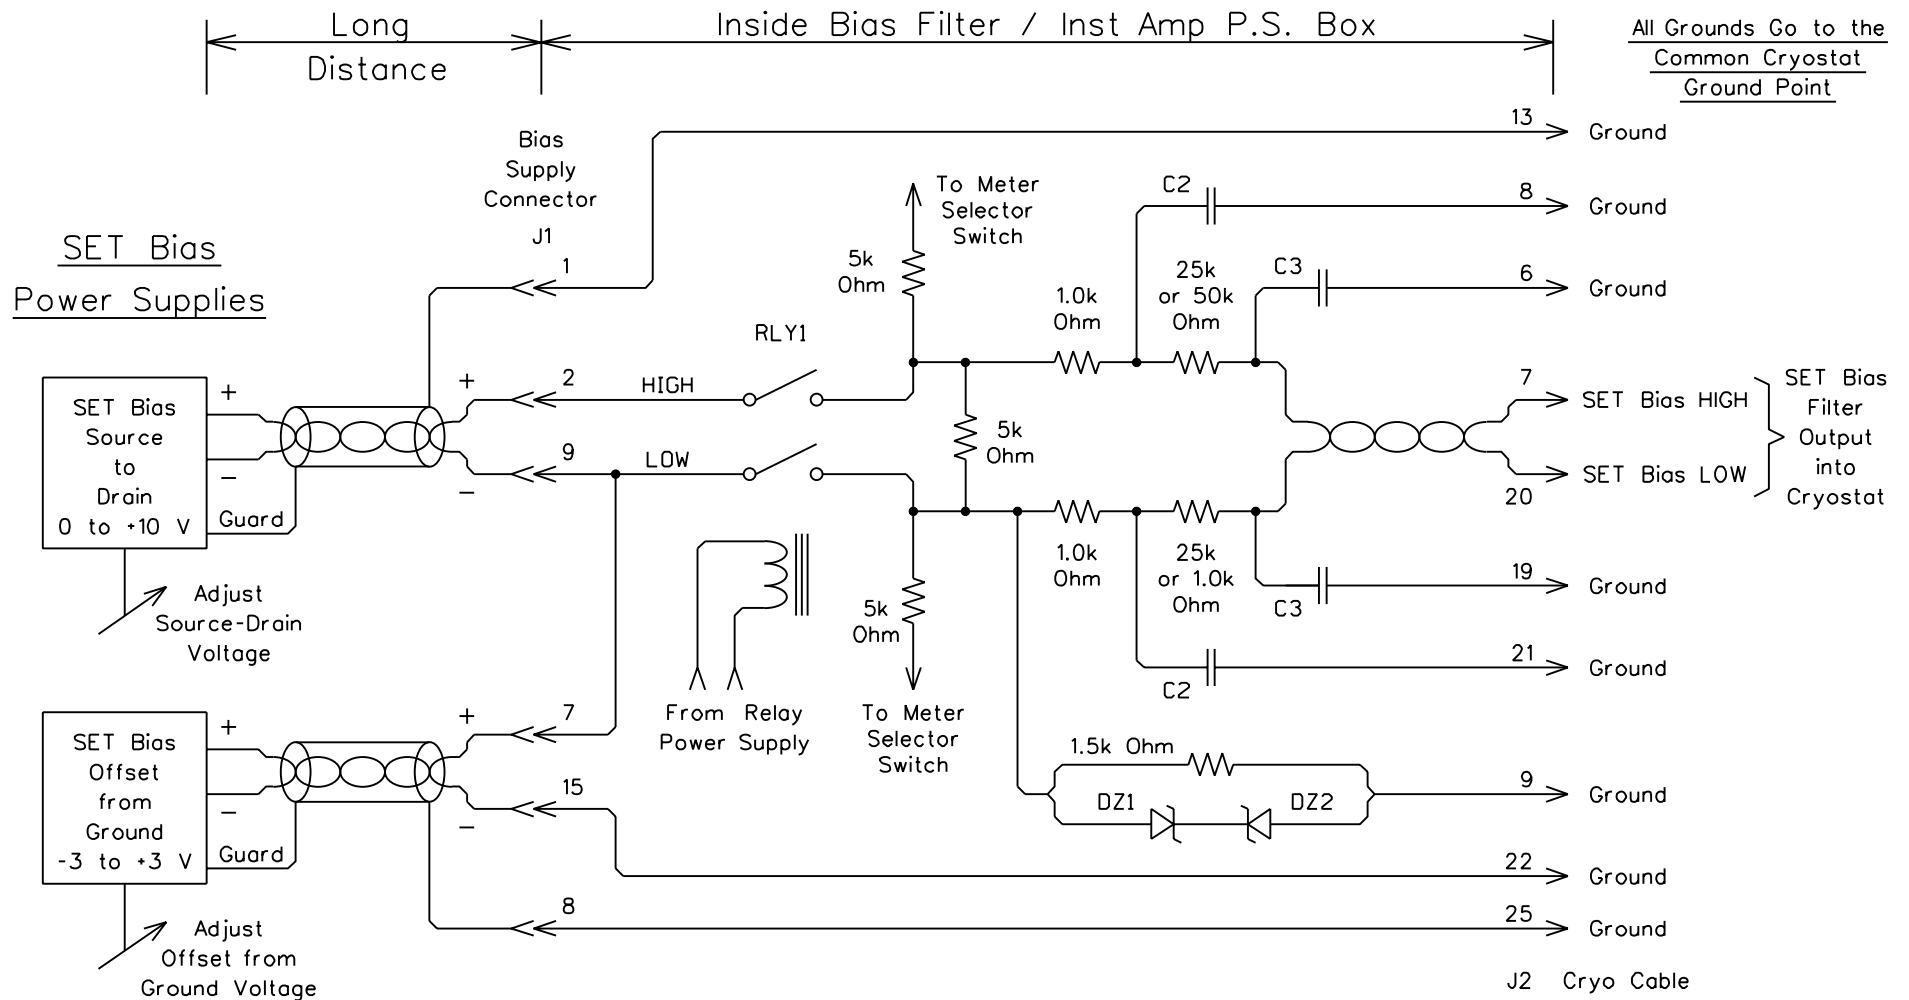 Long
Distance
Inside Bias Filter / Inst Amp P.S. Box
All Grounds Go to the
Common Cryostat
Ground Point
Bias
Supply
Connector
J1
SET Bias
Power Supplies
13
Ground
To Meter
Selector
Switch
C2
8
Ground
5k
Ohm
1
C3
6
Ground
25k
or 50k
Ohm
1.0k
Ohm
RLY1
SET Bias
Source
to
Drain
0 to +10 V
+
−
Guard
+
2
HIGH
9
LOW
−
5k
Ohm
7
SET Bias HIGH
SET Bias LOW
20
SET Bias
Filter
Output
into
Cryostat
Adjust
Source-Drain
Voltage
1.0k
Ohm
25k
or 1.0k
Ohm
19
Ground
C3
5k
Ohm
21
Ground
C2
From Relay
Power Supply
To Meter
Selector
Switch
SET Bias
Offset
from
Ground
-3 to +3 V
+
−
Guard
+
7
15
−
1.5k Ohm
DZ1
DZ2
9
Ground
22
Ground
8
25
Ground
Adjust
Offset from
Ground Voltage
J2 Cryo Cable